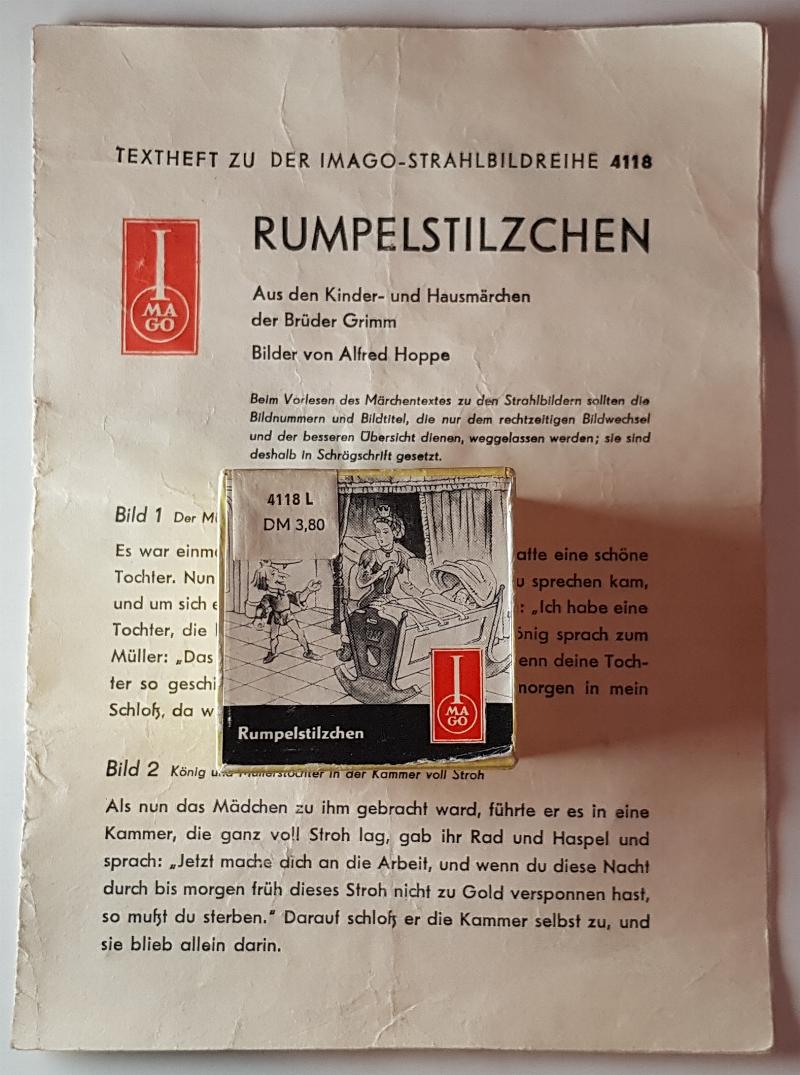 TEXTHEFT ZU DER IMAGO-STRAHLBILDREIHE 4118
I
MA
GO
RUMPELSTILZCHEN
Aus den Kinder- und Hausmärchen
der Brüder Grimm
Bilder von Alfred Hoppe
Beim Vorlesen des Märchentextes zu den Strahlbildern sollten die
Bildnummern und Bildtitel, die nur dem rechtzeitigen Bildwechsel
und der besseren Übersicht dienen, weggelassen werden; sie sind
deshalb in Schrägschrift gesetzt.
4118 L
DM 3,80
I
MA
GO
Rumpelstilzchen
Bild 1 Der
Es war eine schöne
Tochter. Nun zu sprechen kam,
und um sich : „Ich habe eine
Tochter, die König sprach zum
Müller: „Das wenn deine Toch-
ter so morgen in mein
Schloß, da
Bild 2 König und Müllerstochter in der Kammer voll Stroh
Als nun das Mädchen zu ihm gebracht ward, führte er es in eine
Kammer, die ganz voll Stroh lag, gab ihr Rad und Haspel und
sprach: „Jetzt mache dich an die Arbeit, und wenn du diese Nacht
durch bis morgen früh dieses Stroh nicht zu Gold versponnen hast,
so mußt du sterben." Darauf schloß er die Kammer selbst zu, und
sie blieb allein darin.